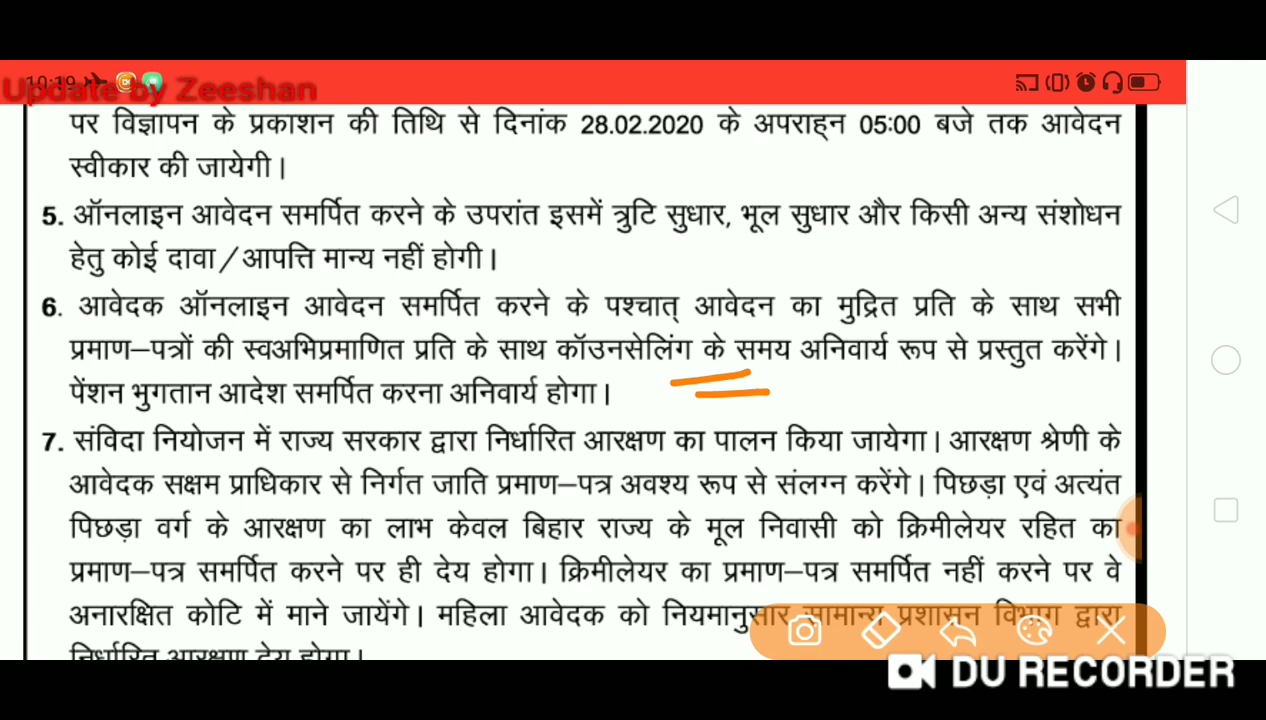 10:19
Update by Zeeshan
पर विज्ञापन के प्रकाशन की तिथि से दिनांक 28.02.2020 के अपराह्न 05:00 बजे तक आवेदन
स्वीकार की जायेगी।
5. ऑनलाइन आवेदन समर्पित करने के उपरांत इसमें त्रुटि सुधार, भूल सुधार और किसी अन्य संशोधन
हेतु कोई दावा/आपत्ति मान्य नहीं होगी।
6. आवेदक ऑनलाइन आवेदन समर्पित करने के पश्चात् आवेदन का मुद्रित प्रति के साथ सभी
प्रमाण–पत्रों की स्वअभिप्रमाणित प्रति के साथ कॉउनसेलिंग के समय अनिवार्य रूप से प्रस्तुत करेंगे।
पेंशन भुगतान आदेश समर्पित करना अनिवार्य होगा।
7. संविदा नियोजन में राज्य सरकार द्वारा निर्धारित आरक्षण का पालन किया जायेगा। आरक्षण श्रेणी के
आवेदक सक्षम प्राधिकार से निर्गत जाति प्रमाण–पत्र अवश्य रूप से संलग्न करेंगे। पिछड़ा एवं अत्यंत
पिछड़ा वर्ग के आरक्षण का लाभ केवल बिहार राज्य के मूल निवासी को क्रिमीलेयर रहित का
प्रमाण–पत्र समर्पित करने पर ही देय होगा। क्रिमीलेयर का प्रमाण–पत्र समर्पित नहीं करने पर वे
अनारक्षित कोटि में माने जायेंगे। महिला आवेदक को नियमानुसार सामान्य प्रशासन विभाग द्वारा
निर्धारित आरक्षण देय होगा।
DU RECORDER